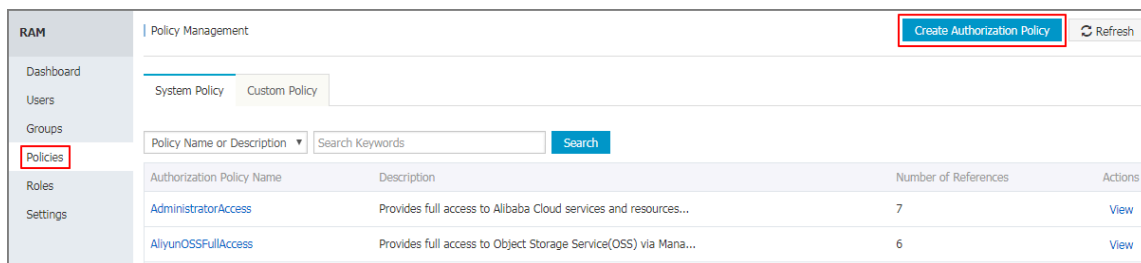 RAM
Policy Management
Create Authorization Policy
Refresh
Dashboard
Users
Groups
Policies
Roles
Settings
System Policy
Custom Policy
Policy Name or Description
Search Keywords
Search
Authorization Policy Name
Description
Number of References
Actions
AdministratorAccess
Provides full access to Alibaba Cloud services and resources...
7
View
AliyunOSSFullAccess
Provides full access to Object Storage Service(OSS) via Mana...
6
View